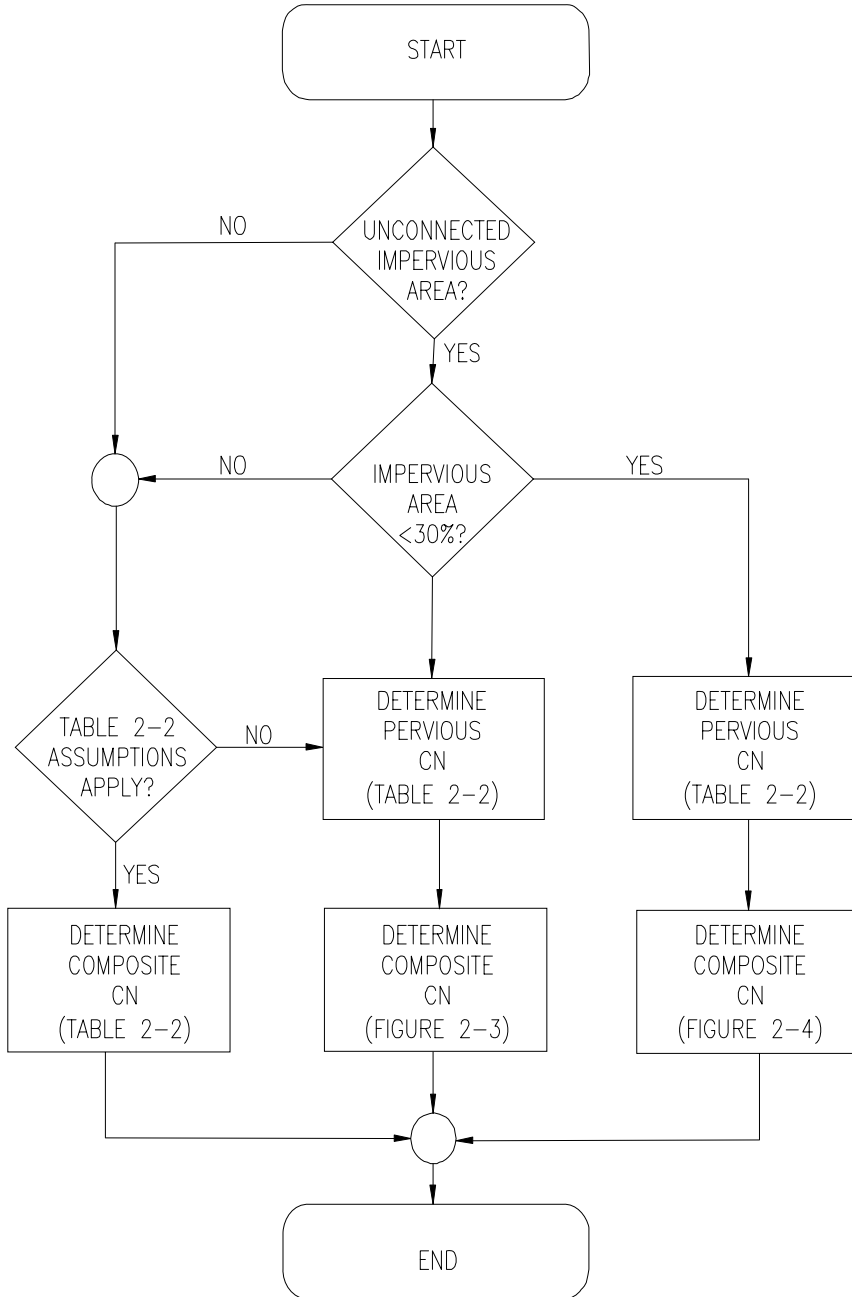 START
UNCONNECTED
IMPERVIOUS
AREA?
NO
YES
IMPERVIOUS
AREA
<30%?
NO
YES
TABLE 2-2
ASSUMPTIONS
APPLY?
NO
YES
DETERMINE
PERVIOUS
CN
(TABLE 2-2)
DETERMINE
PERVIOUS
CN
(TABLE 2-2)
DETERMINE
COMPOSITE
CN
(TABLE 2-2)
DETERMINE
COMPOSITE
CN
(FIGURE 2-3)
DETERMINE
COMPOSITE
CN
(FIGURE 2-4)
END